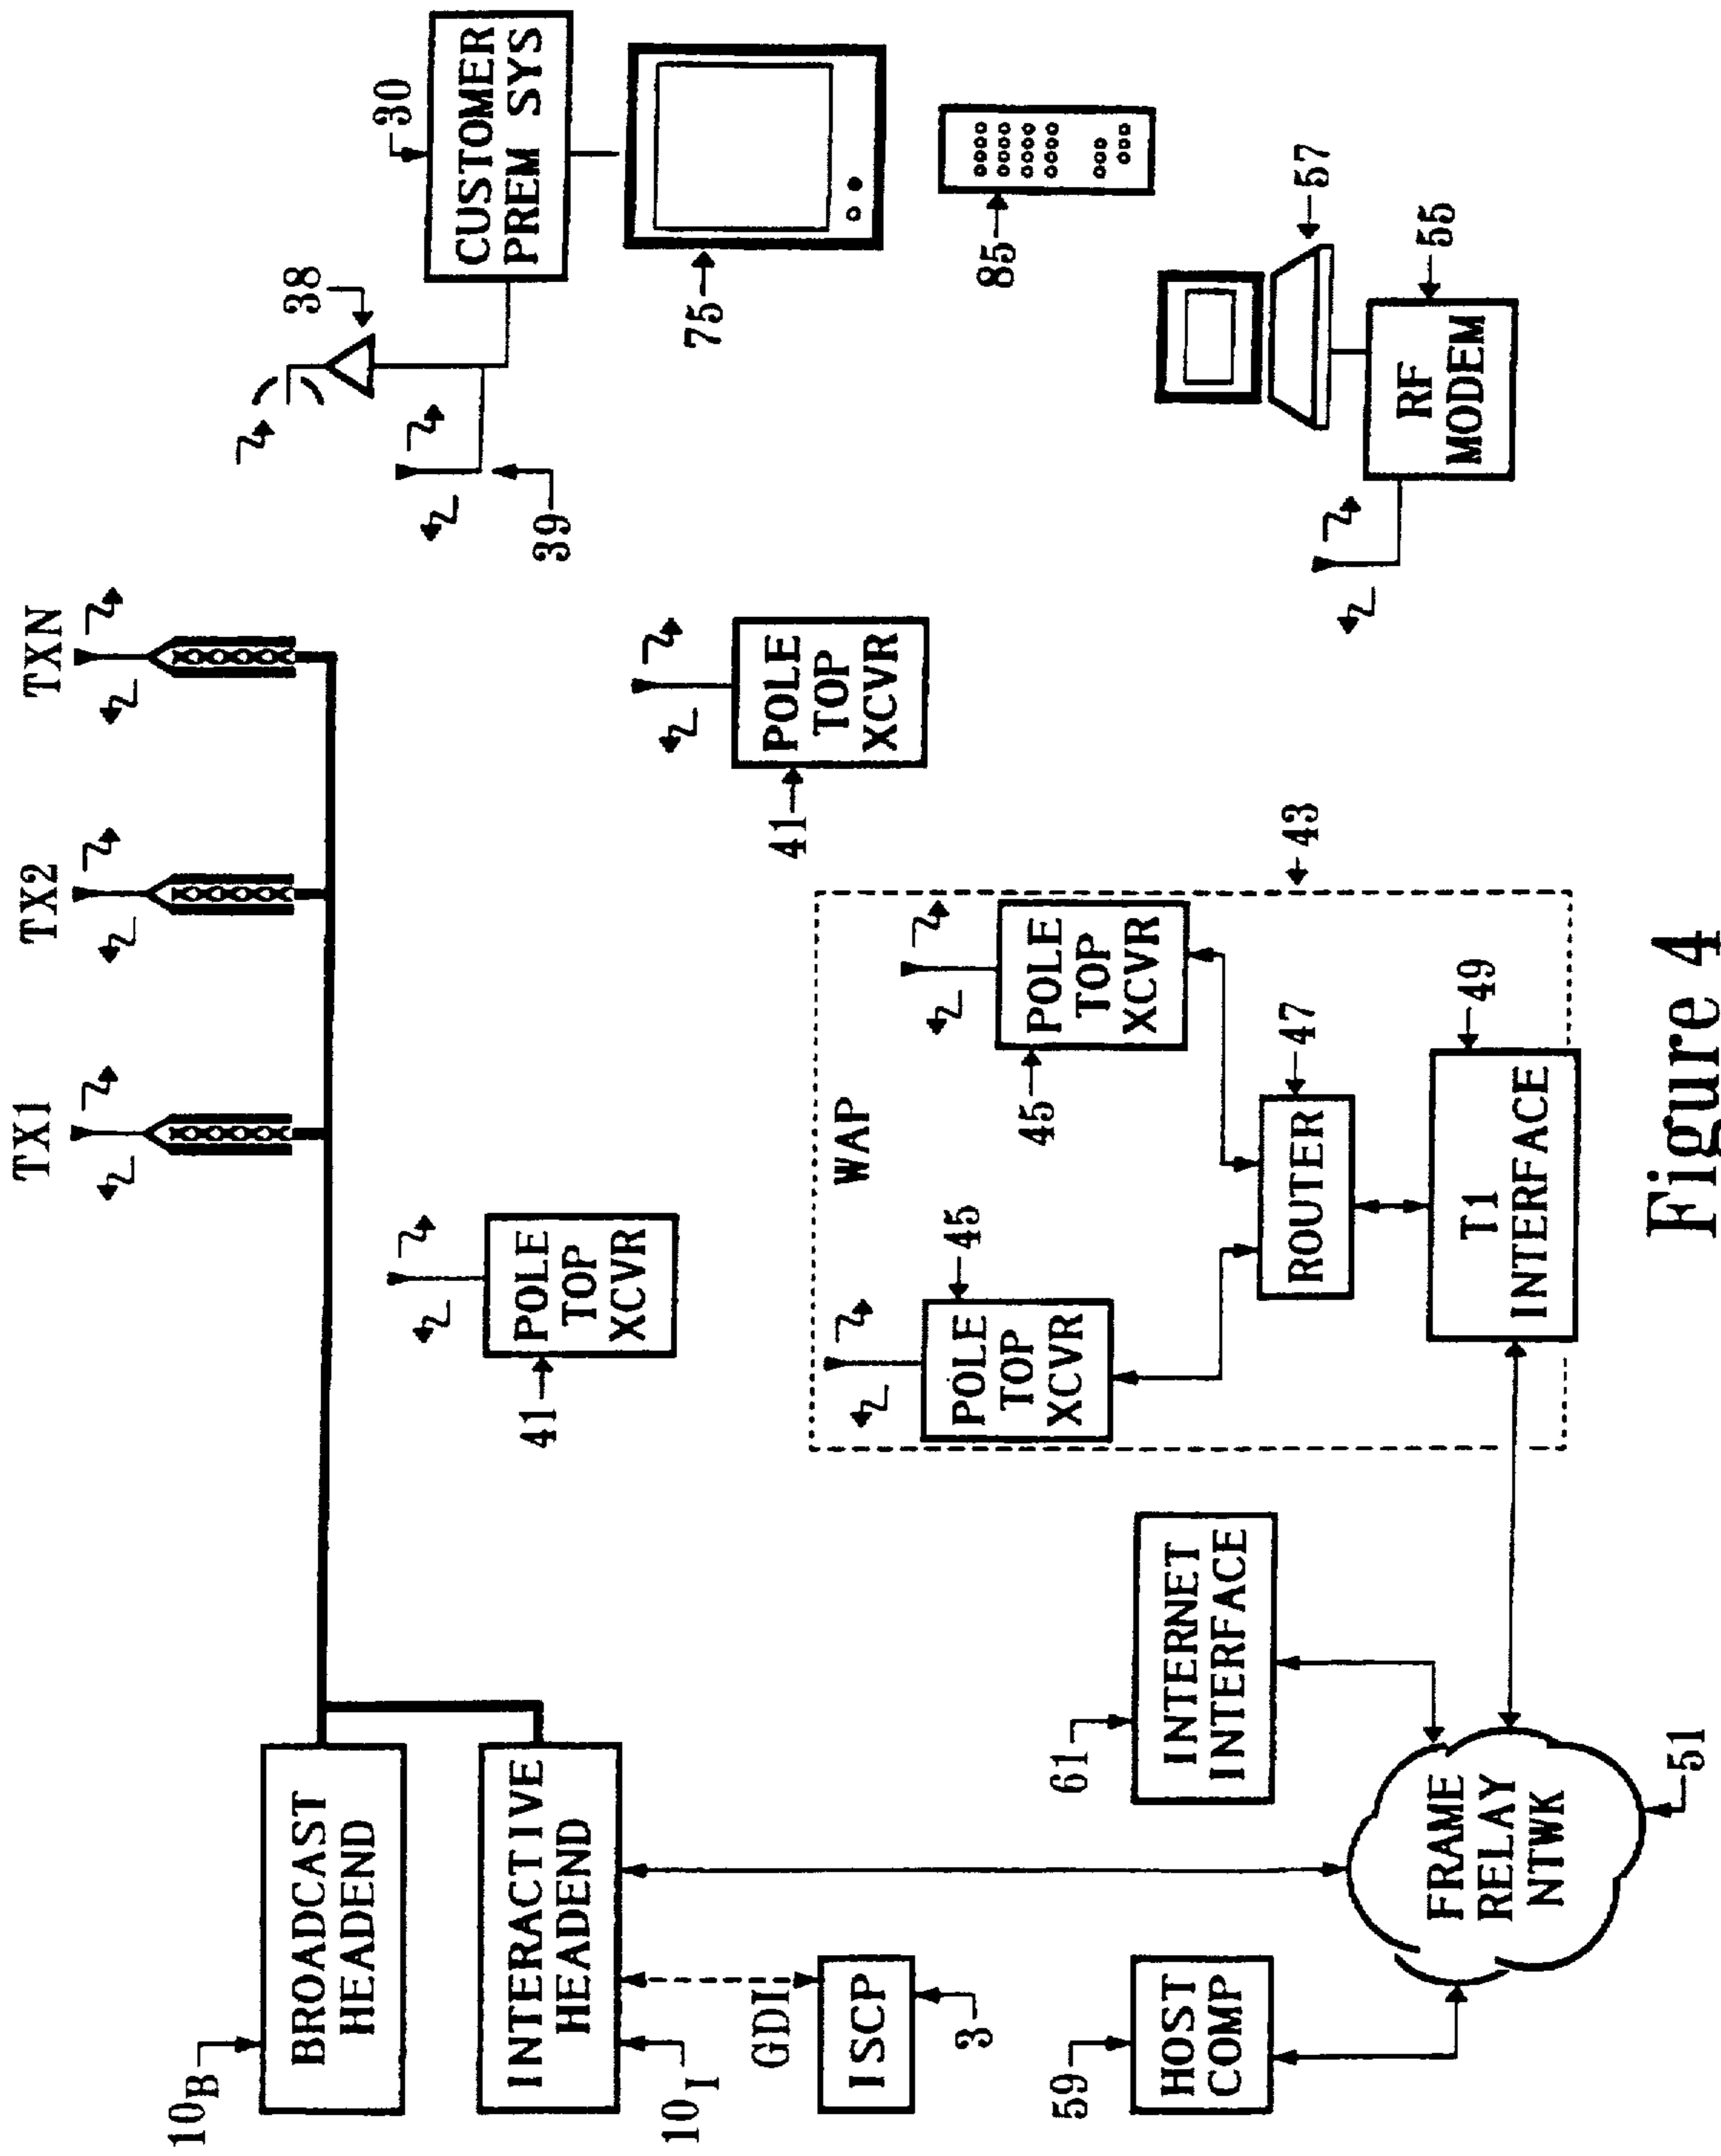 TX1
TX2
TXN
10B
BROADCAST
HEADEND
INTERACTIVE
HEADEND
10I
GDI
ISCP
3
59
HOST
COMP
61
INTERNET
INTERFACE
FRAME
RELAY
NTWK
51
41
POLE
TOP
XCVR
41
POLE
TOP
XCVR
WAP
43
POLE
TOP
XCVR
45
45
POLE
TOP
XCVR
ROUTER
47
T1
INTERFACE
49
38
39
30
CUSTOMER
PREM SYS
75
85
57
RF
MODEM
55
Figure 4